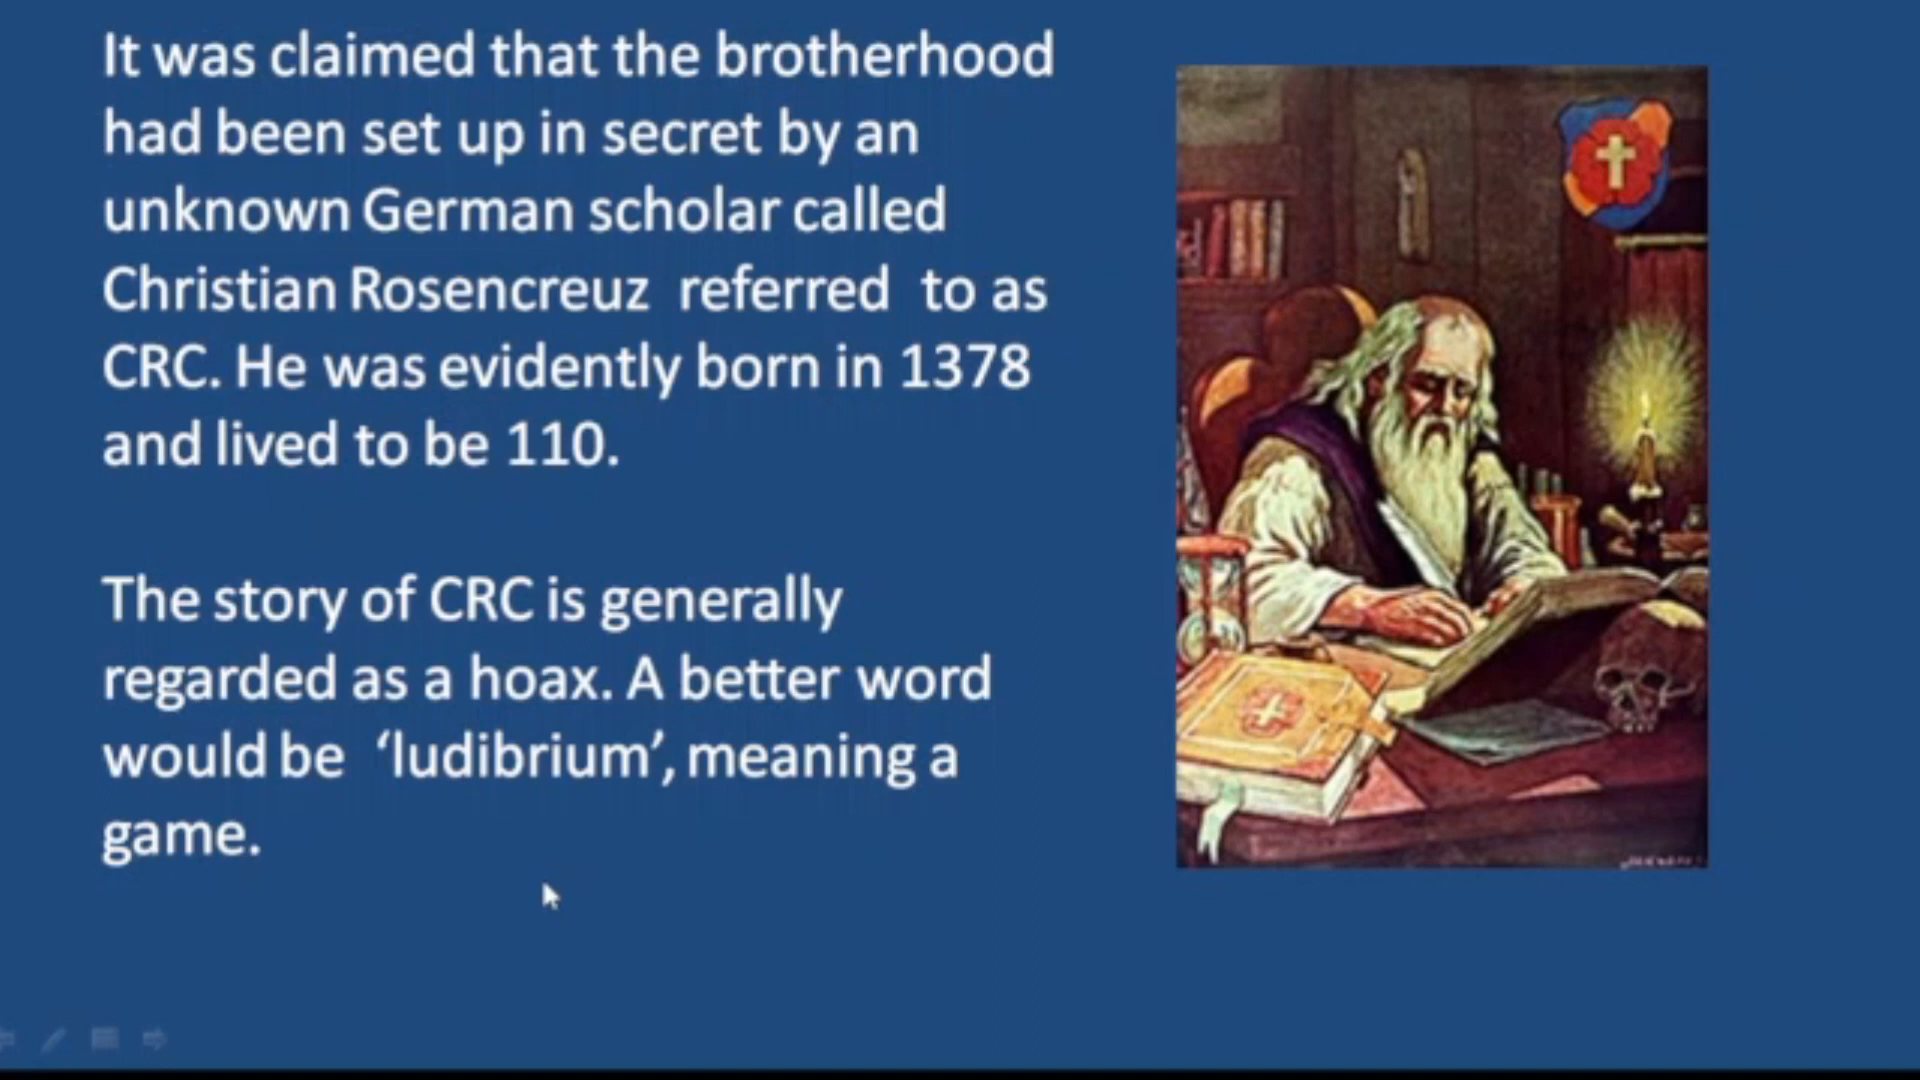 It was claimed that the brotherhood
had been set up in secret by an
unknown German scholar called
Christian Rosencreuz referred to as
CRC. He was evidently born in 1378
and lived to be 110.
The story of CRC is generally
regarded as a hoax. A better word
would be ‘ludibrium’, meaning a
game.